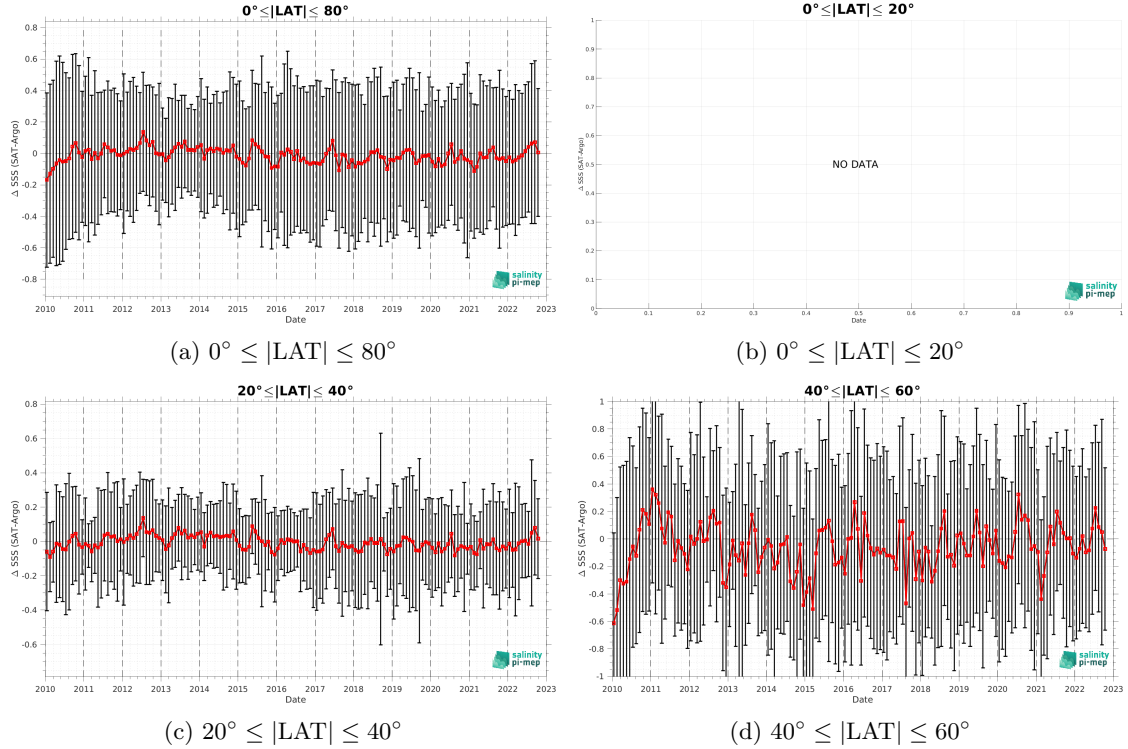 0°≤|LAT|≤ 80°
Δ SSS (SAT-Argo)
0.8
0.6
0.4
0.2
0
-0.2
-0.4
-0.6
-0.8
2010 2011 2012 2013 2014 2015 2016 2017 2018 2019 2020 2021 2022 2023
Date
salinity
pi-mep
(a) 0° ≤ |LAT| ≤ 80°
0°≤|LAT|≤ 20°
Δ SSS (SAT-Argo)
1
0.9
0.8
0.7
0.6
0.5
0.4
0.3
0.2
0.1
0
NO DATA
0 0.1 0.2 0.3 0.4 0.5 0.6 0.7 0.8 0.9 1
Date
salinity
pi-mep
(b) 0° ≤ |LAT| ≤ 20°
20°≤|LAT|≤ 40°
Δ SSS (SAT-Argo)
0.8
0.6
0.4
0.2
0
-0.2
-0.4
-0.6
2010 2011 2012 2013 2014 2015 2016 2017 2018 2019 2020 2021 2022 2023
Date
salinity
pi-mep
(c) 20° ≤ |LAT| ≤ 40°
40°≤|LAT|≤ 60°
Δ SSS (SAT-Argo)
1
0.8
0.6
0.4
0.2
0
-0.2
-0.4
-0.6
-0.8
-1
2010 2011 2012 2013 2014 2015 2016 2017 2018 2019 2020 2021 2022 2023
Date
salinity
pi-mep
(d) 40° ≤ |LAT| ≤ 60°